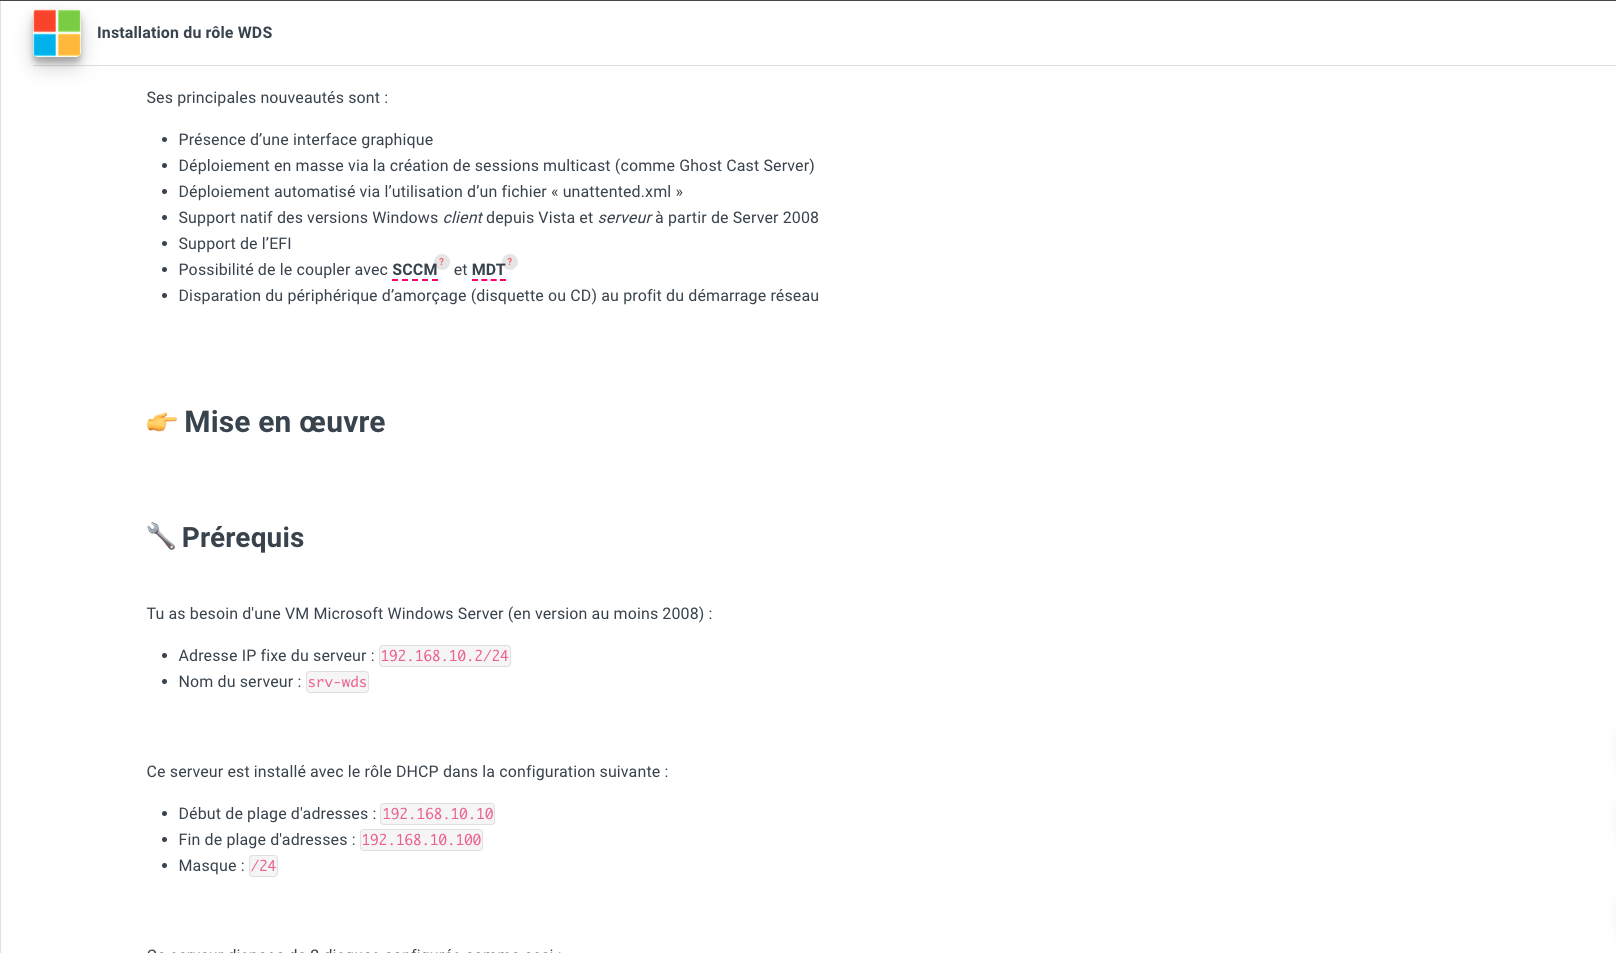 Installation du rôle WDS
Ses principales nouveautés sont :
Présence d’une interface graphique
Déploiement en masse via la création de sessions multicast (comme Ghost Cast Server)
Déploiement automatisé via l’utilisation d’un fichier « unattented.xml »
Support natif des versions Windows client depuis Vista et serveur à partir de Server 2008
Support de l’EFI
Possibilité de le coupler avec SCCM? et MDT?
Disparation du périphérique d’amorçage (disquette ou CD) au profit du démarrage réseau
👉 Mise en œuvre
🔧 Prérequis
Tu as besoin d'une VM Microsoft Windows Server (en version au moins 2008) :
Adresse IP fixe du serveur : 192.168.10.2/24
Nom du serveur : srv-wds
Ce serveur est installé avec le rôle DHCP dans la configuration suivante :
Début de plage d'adresses : 192.168.10.10
Fin de plage d'adresses : 192.168.10.100
Masque : /24